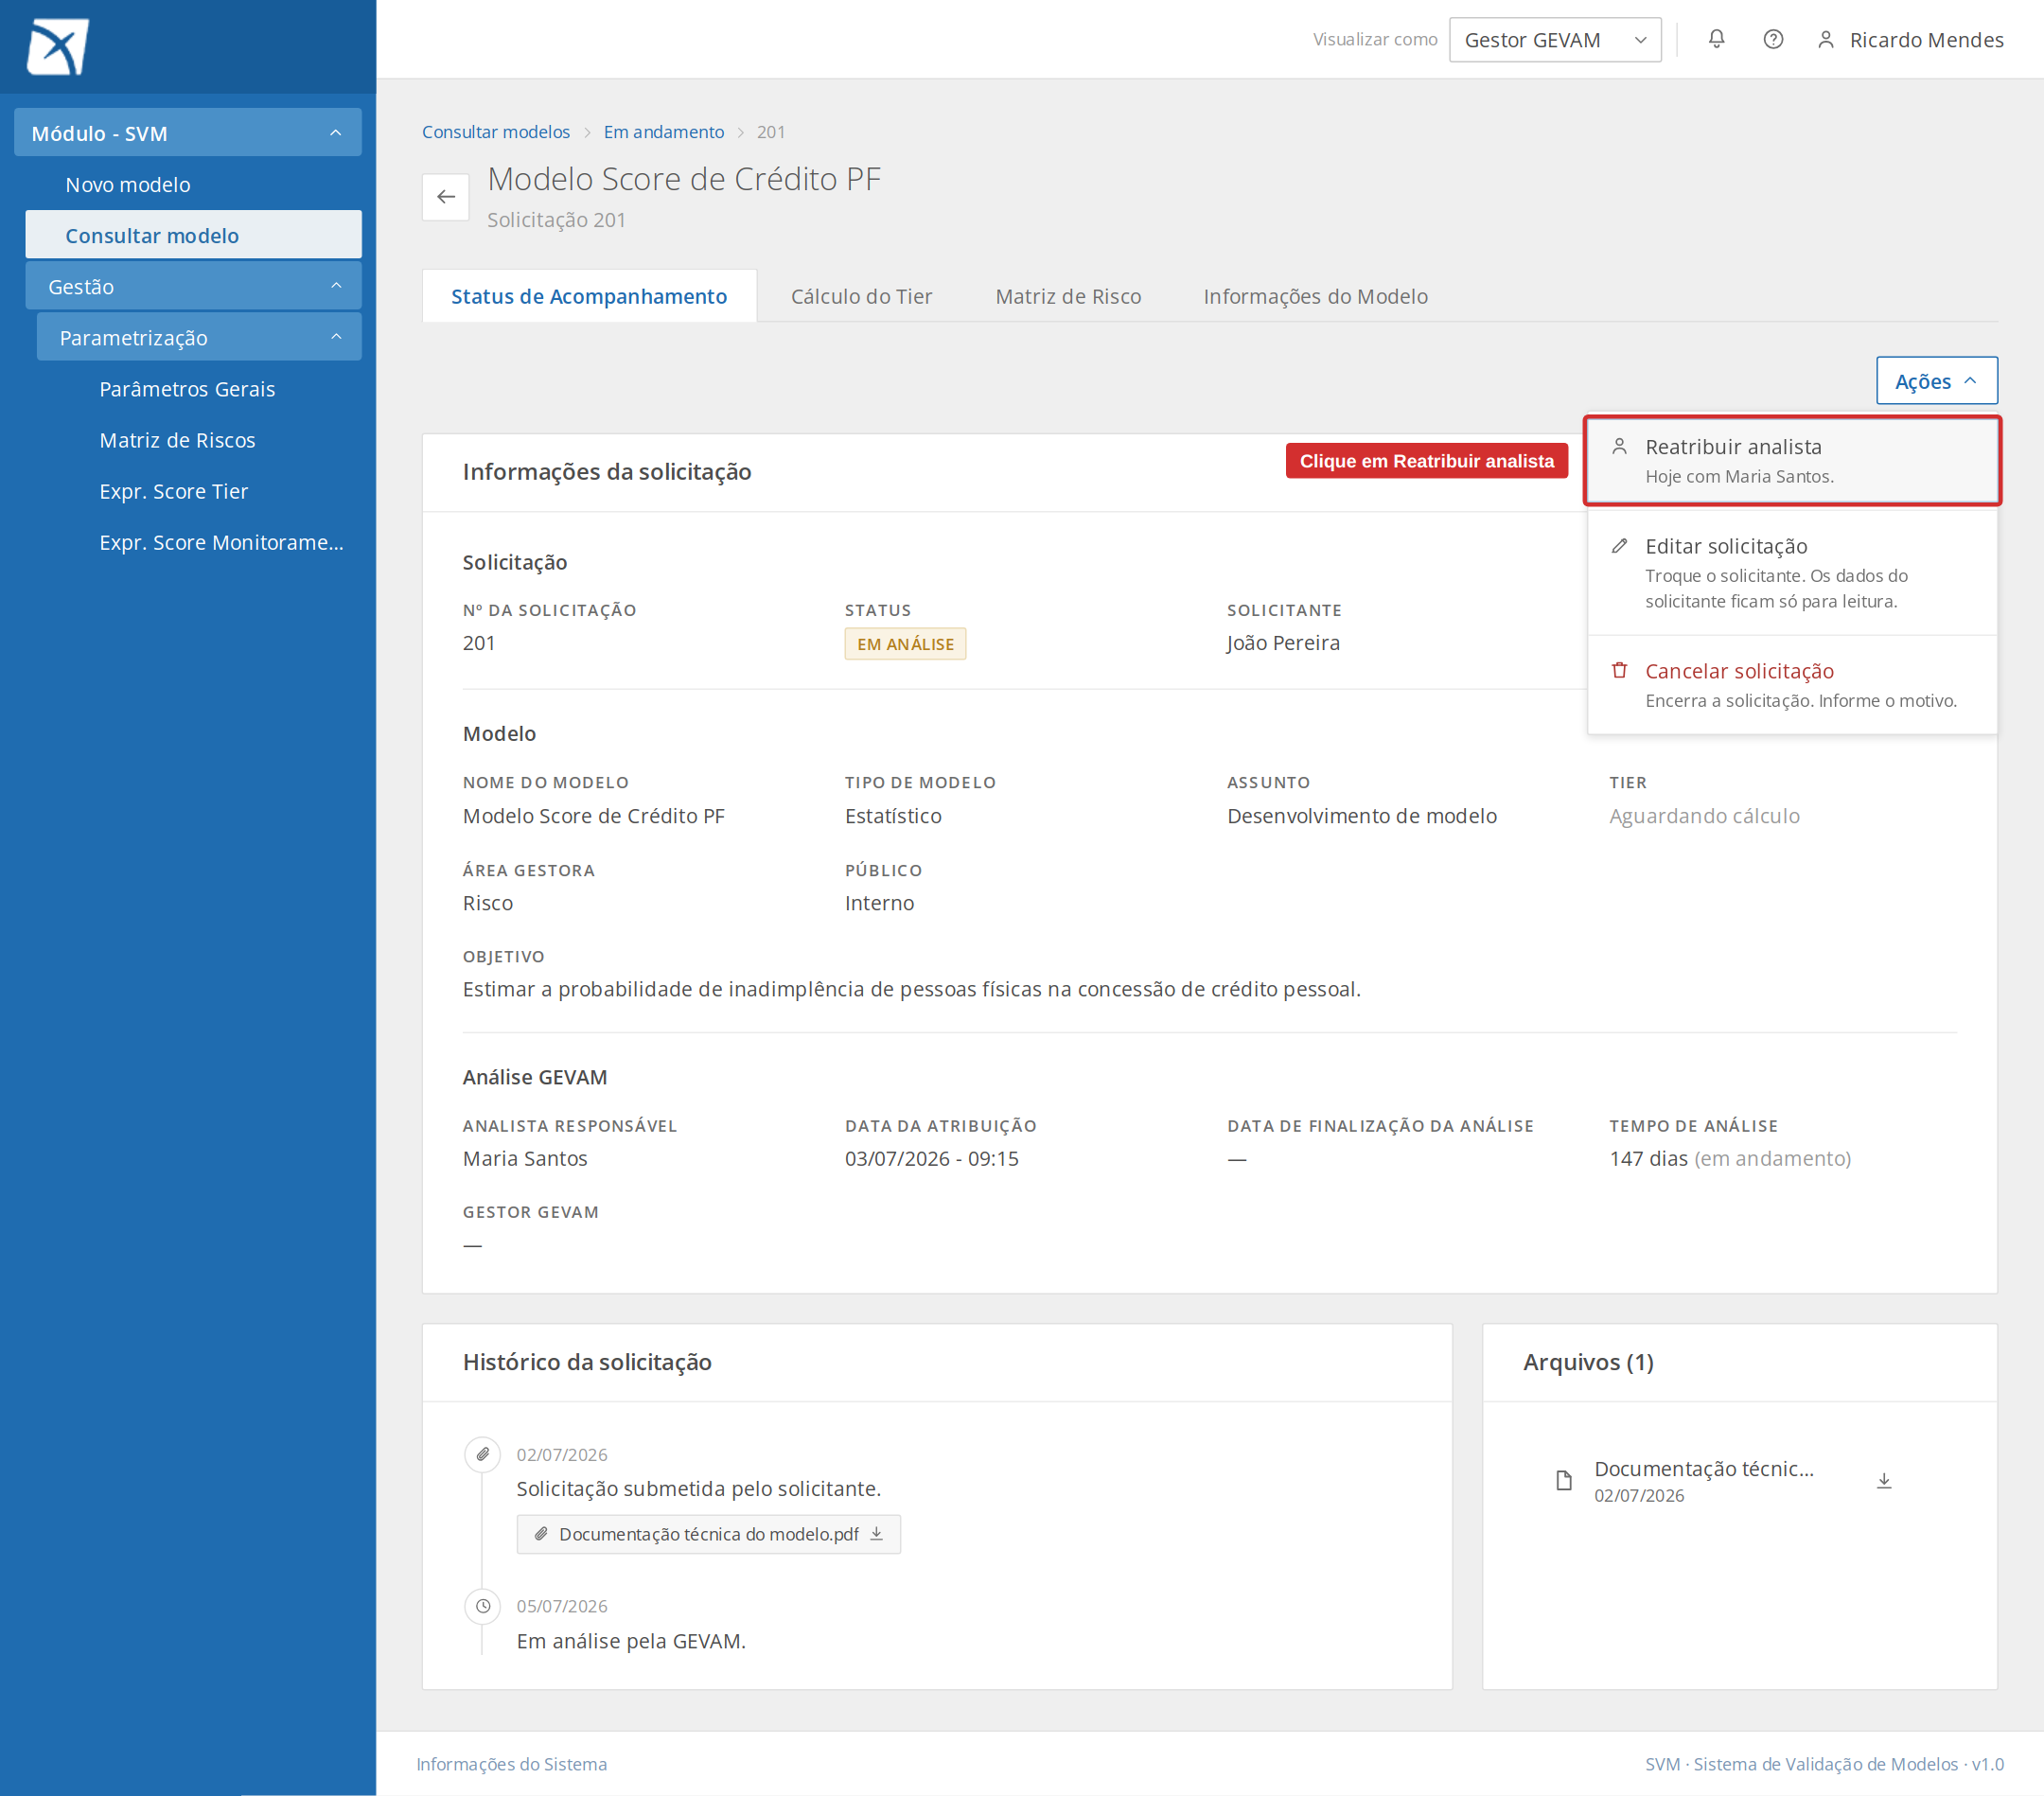 Visualizar como
Gestor GEVAM
Ricardo Mendes
Módulo - SVM
Novo modelo
Consultar modelo
Gestão
Parametrização
Parâmetros Gerais
Matriz de Riscos
Expr. Score Tier
Expr. Score Monitorame...
Consultar modelos
Em andamento
201
Modelo Score de Crédito PF
Solicitação 201
Status de Acompanhamento
Cálculo do Tier
Matriz de Risco
Informações do Modelo
Ações
Clique em Reatribuir analista
Reatribuir analista
Hoje com Maria Santos.
Editar solicitação
Troque o solicitante. Os dados do
solicitante ficam só para leitura.
Cancelar solicitação
Encerra a solicitação. Informe o motivo.
Informações da solicitação
Solicitação
Nº DA SOLICITAÇÃO
201
STATUS
EM ANÁLISE
SOLICITANTE
João Pereira
Modelo
NOME DO MODELO
Modelo Score de Crédito PF
TIPO DE MODELO
Estatístico
ASSUNTO
Desenvolvimento de modelo
TIER
Aguardando cálculo
ÁREA GESTORA
Risco
PÚBLICO
Interno
OBJETIVO
Estimar a probabilidade de inadimplência de pessoas físicas na concessão de crédito pessoal.
Análise GEVAM
ANALISTA RESPONSÁVEL
Maria Santos
DATA DA ATRIBUIÇÃO
03/07/2026 - 09:15
DATA DE FINALIZAÇÃO DA ANÁLISE
—
TEMPO DE ANÁLISE
147 dias (em andamento)
GESTOR GEVAM
—
Histórico da solicitação
02/07/2026
Solicitação submetida pelo solicitante.
Documentação técnica do modelo.pdf
05/07/2026
Em análise pela GEVAM.
Arquivos (1)
Documentação técnic...
02/07/2026
Informações do Sistema
SVM · Sistema de Validação de Modelos · v1.0